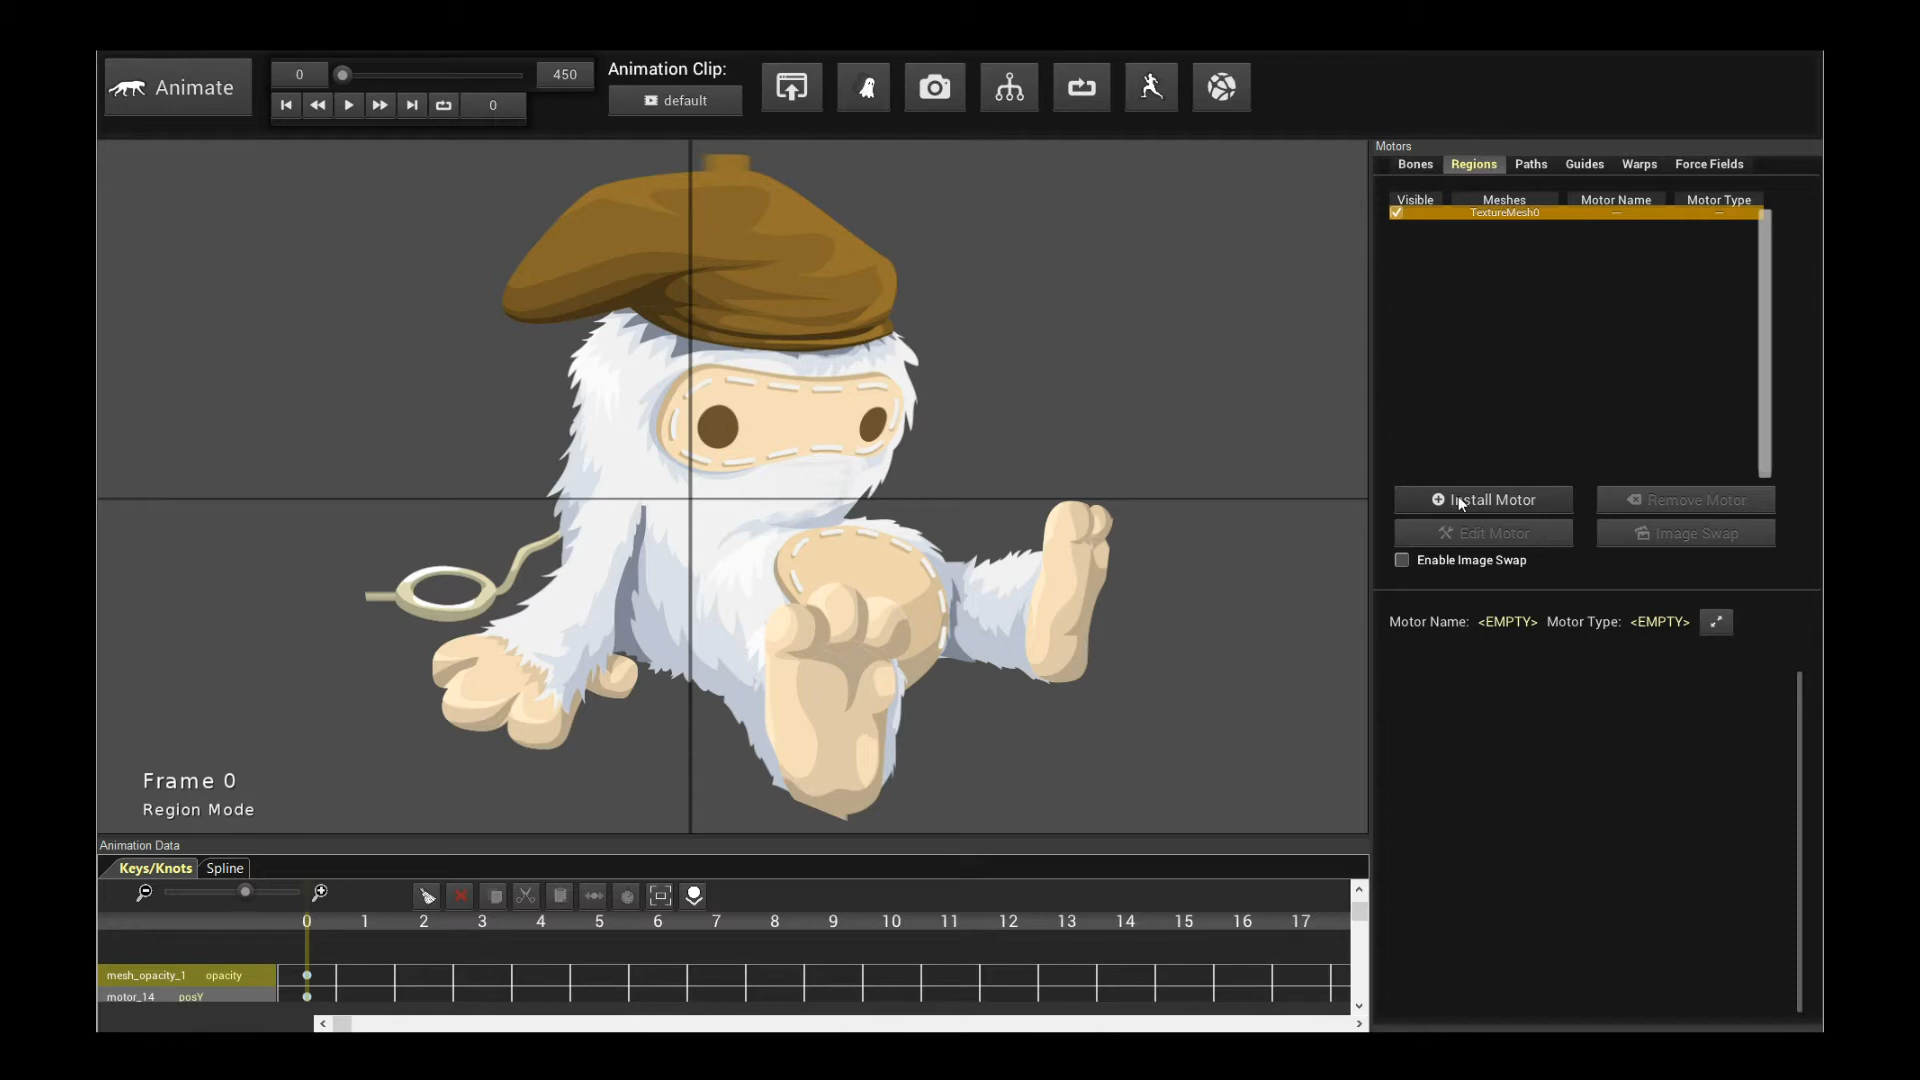 Animate
0
450
0
Animation Clip:
default
Motors
Bones Regions Paths Guides Warps Force Fields
Visible Meshes Motor Name Motor Type
TextureMesh0 — —
Install Motor Remove Motor
Edit Motor Image Swap
Enable Image Swap
Motor Name: <EMPTY> Motor Type: <EMPTY>
Frame 0
Region Mode
Animation Data
Keys/Knots Spline
0 1 2 3 4 5 6 7 8 9 10 11 12 13 14 15 16 17
mesh_opacity_1 opacity
motor_14 posY